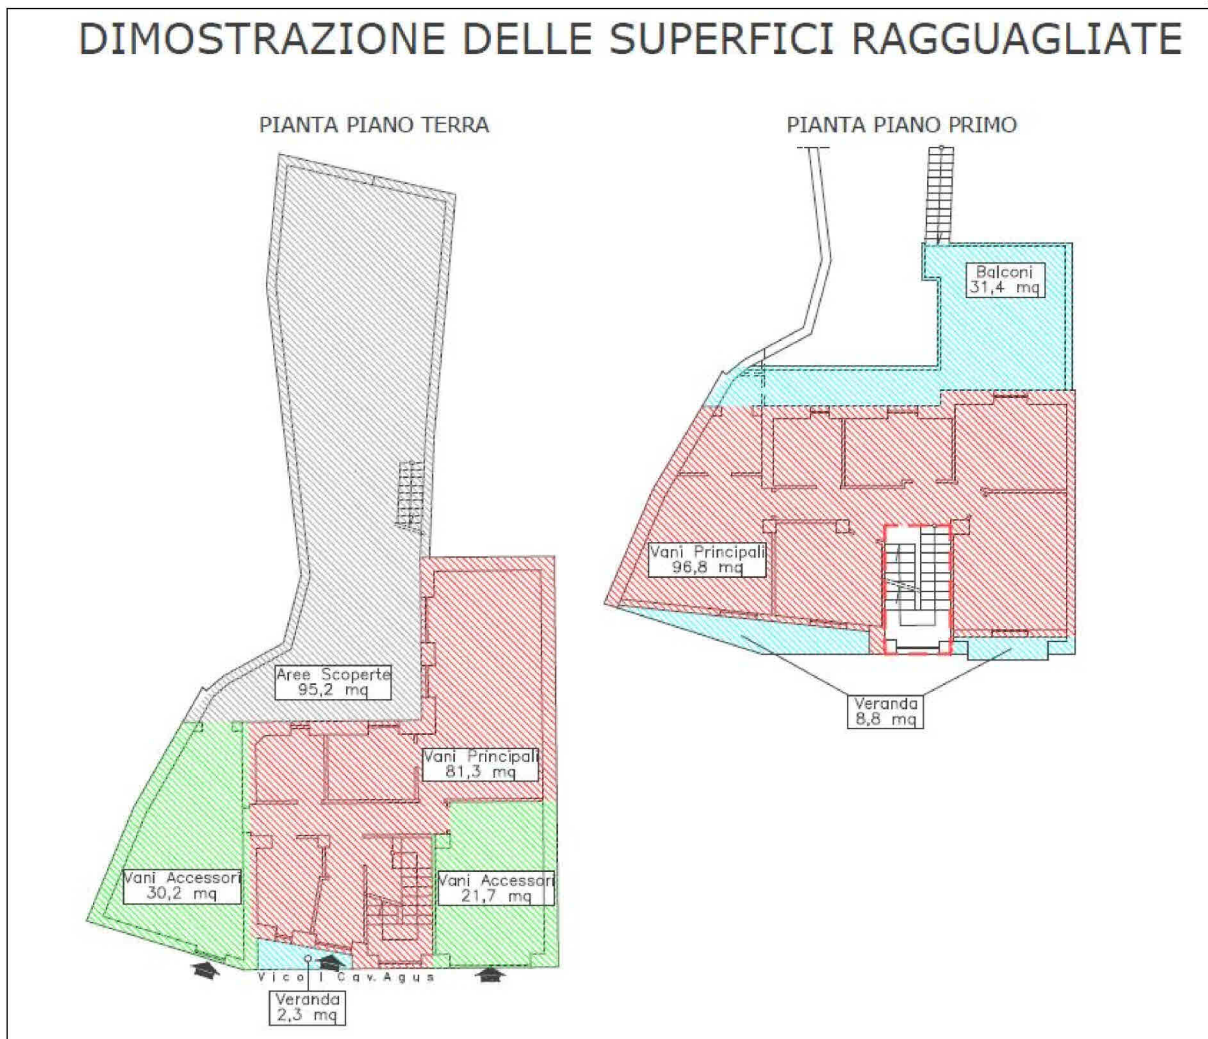 DIMOSTRAZIONE DELLE SUPERFICI RAGGUAGLIATE
PIANTA PIANO TERRA
PIANTA PIANO PRIMO
Balconi
31,4 mq
Vani Principali
96,8 mq
Aree Scoperte
95,2 mq
Veranda
8,8 mq
Vani Principali
81,3 mq
Vani Accessori
30,2 mq
Vani Accessori
21,7 mq
Vicol Cav. Agus
Veranda
2,3 mq